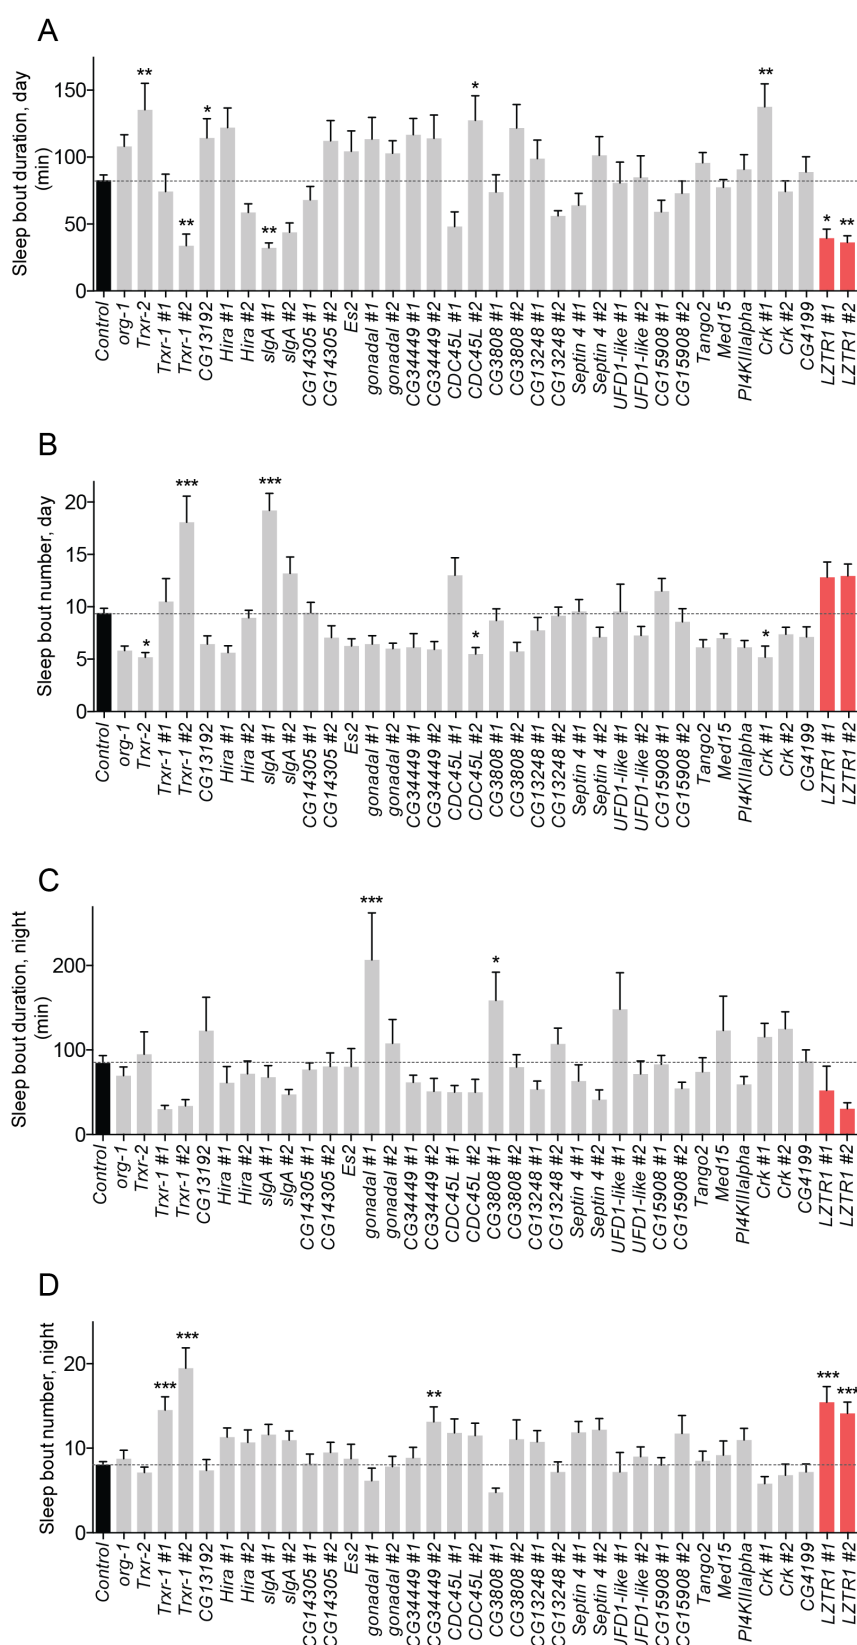 A
Sleep bout duration, day
(min)
150
100
50
0
** ** * ** * ** * **
Control org-1 Trxr-2 Trxr-1 #1 Trxr-1 #2 CG13192 Hira #1 Hira #2 slgA #1 slgA #2 CG14305 #1 CG14305 #2 Es2 gonadal #1 gonadal #2 CG34449 #1 CG34449 #2 CDC45L #1 CDC45L #2 CG3808 #1 CG3808 #2 CG13248 #1 CG13248 #2 Septin 4 #1 Septin 4 #2 UFD1-like #1 UFD1-like #2 CG15908 #1 CG15908 #2 Tango2 Med15 PI4KIIIalpha Crk #1 Crk #2 CG4199 LZTR1 #1 LZTR1 #2
B
Sleep bout number, day
20
15
10
5
0
* *** *** * *
Control org-1 Trxr-2 Trxr-1 #1 Trxr-1 #2 CG13192 Hira #1 Hira #2 slgA #1 slgA #2 CG14305 #1 CG14305 #2 Es2 gonadal #1 gonadal #2 CG34449 #1 CG34449 #2 CDC45L #1 CDC45L #2 CG3808 #1 CG3808 #2 CG13248 #1 CG13248 #2 Septin 4 #1 Septin 4 #2 UFD1-like #1 UFD1-like #2 CG15908 #1 CG15908 #2 Tango2 Med15 PI4KIIIalpha Crk #1 Crk #2 CG4199 LZTR1 #1 LZTR1 #2
C
Sleep bout duration, night
(min)
200
100
0
*** *
Control org-1 Trxr-2 Trxr-1 #1 Trxr-1 #2 CG13192 Hira #1 Hira #2 slgA #1 slgA #2 CG14305 #1 CG14305 #2 Es2 gonadal #1 gonadal #2 CG34449 #1 CG34449 #2 CDC45L #1 CDC45L #2 CG3808 #1 CG3808 #2 CG13248 #1 CG13248 #2 Septin 4 #1 Septin 4 #2 UFD1-like #1 UFD1-like #2 CG15908 #1 CG15908 #2 Tango2 Med15 PI4KIIIalpha Crk #1 Crk #2 CG4199 LZTR1 #1 LZTR1 #2
D
Sleep bout number, night
20
10
0
*** *** ** *** ***
Control org-1 Trxr-2 Trxr-1 #1 Trxr-1 #2 CG13192 Hira #1 Hira #2 slgA #1 slgA #2 CG14305 #1 CG14305 #2 Es2 gonadal #1 gonadal #2 CG34449 #1 CG34449 #2 CDC45L #1 CDC45L #2 CG3808 #1 CG3808 #2 CG13248 #1 CG13248 #2 Septin 4 #1 Septin 4 #2 UFD1-like #1 UFD1-like #2 CG15908 #1 CG15908 #2 Tango2 Med15 PI4KIIIalpha Crk #1 Crk #2 CG4199 LZTR1 #1 LZTR1 #2